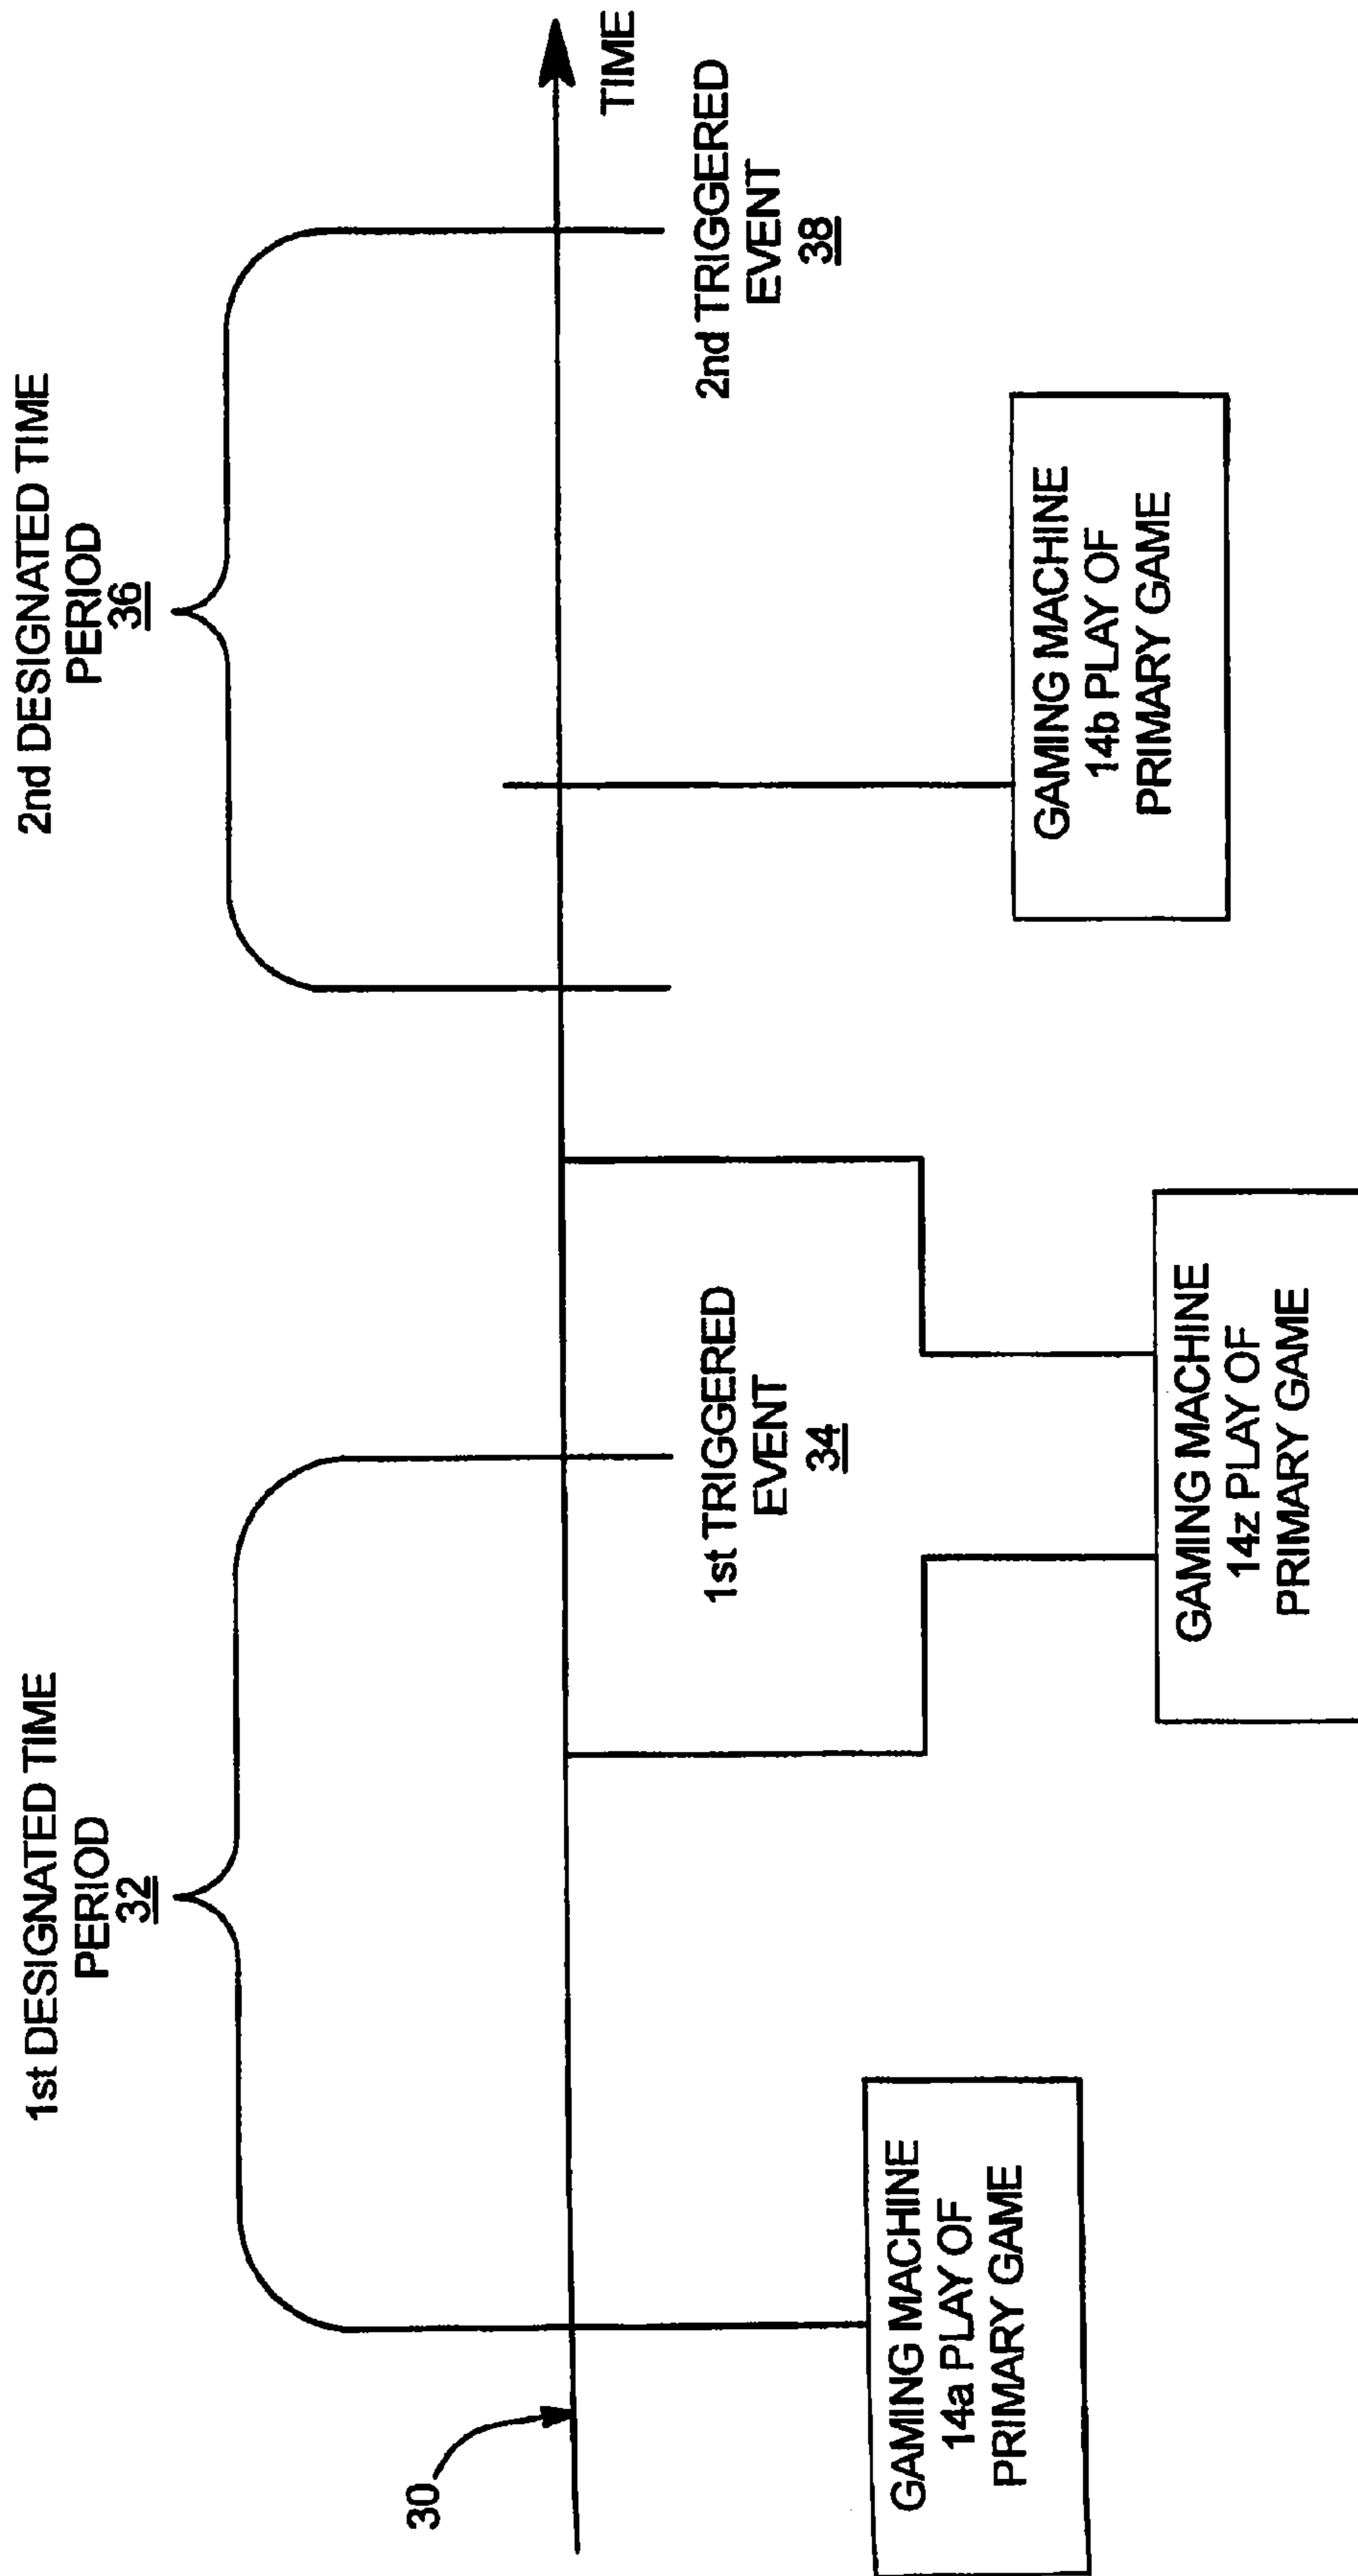 1st DESIGNATED TIME
PERIOD
32
2nd DESIGNATED TIME
PERIOD
36
30
TIME
1st TRIGGERED
EVENT
34
2nd TRIGGERED
EVENT
38
GAMING MACHINE
14a PLAY OF
PRIMARY GAME
GAMING MACHINE
14z PLAY OF
PRIMARY GAME
GAMING MACHINE
14b PLAY OF
PRIMARY GAME